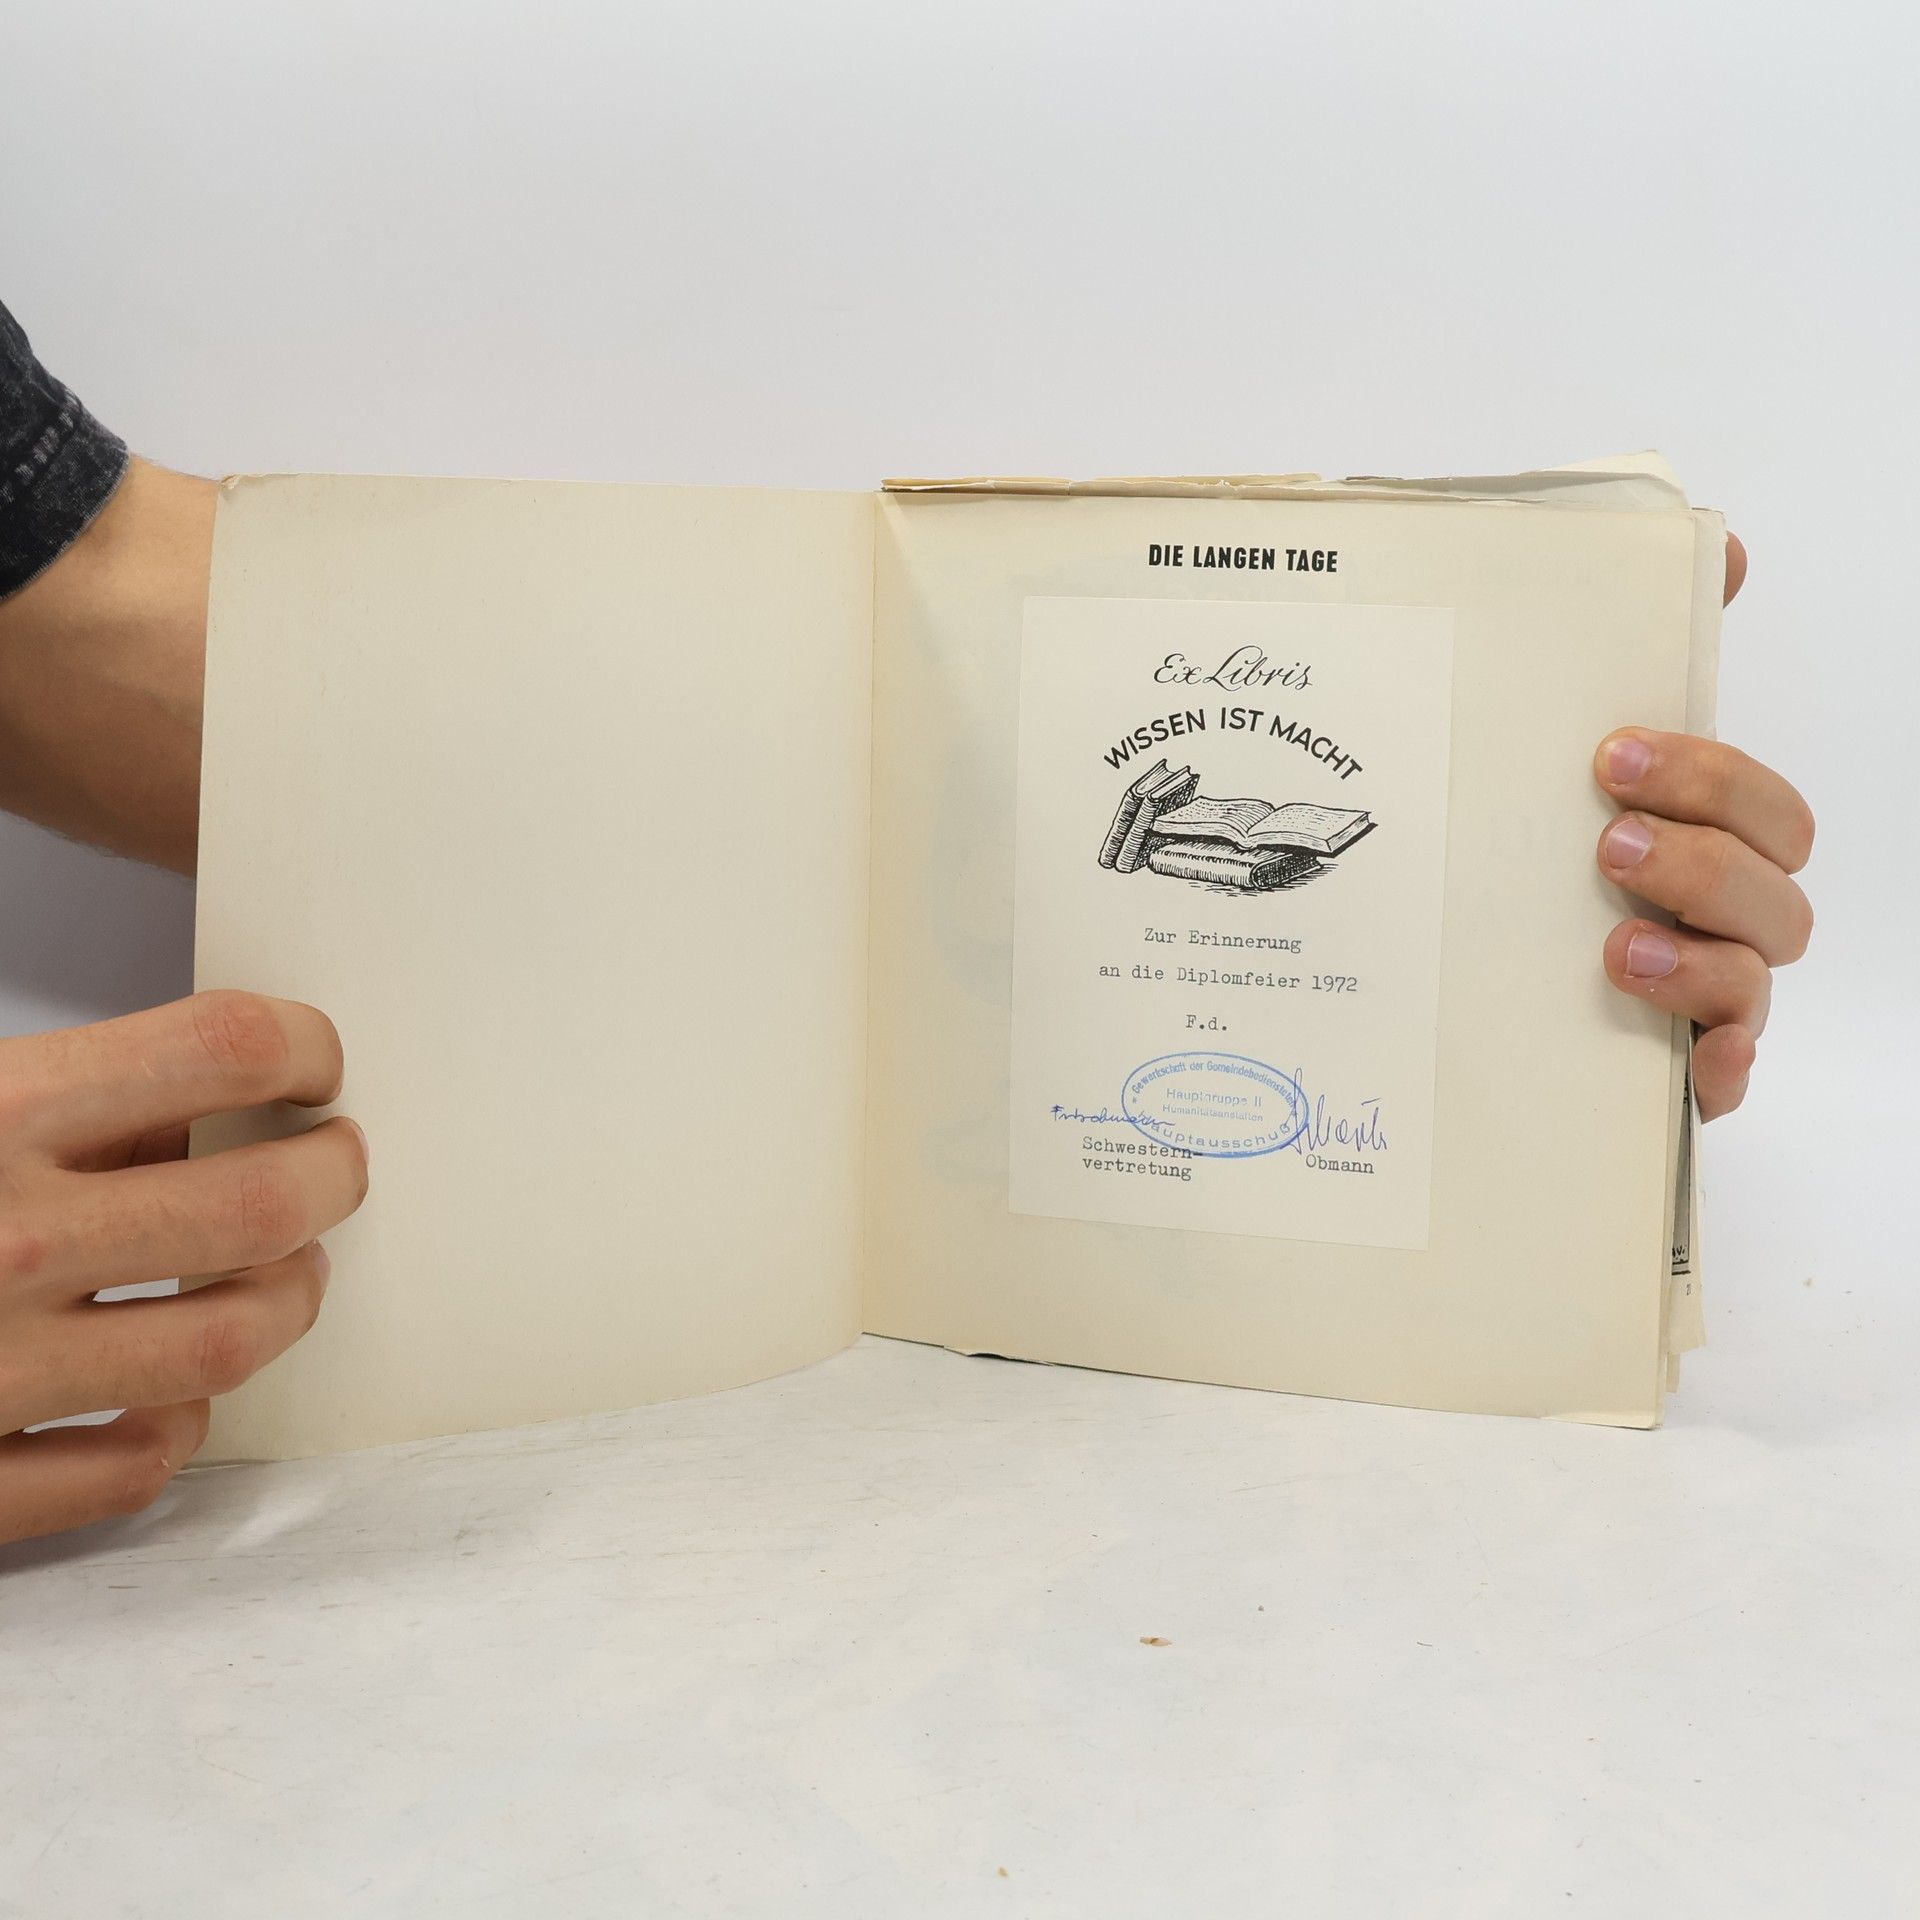 DIE LANGEN TAGE
Ex Libris
WISSEN IST MACHT
Zur Erinnerung
an die Diplomfeier 1972
F.d.
Gewerkschaft der Gemeindebediensteten
Hauptgruppe II
Humanitätsanstalten
Hauptausschuß
Schwestern-
vertretung
Obmann